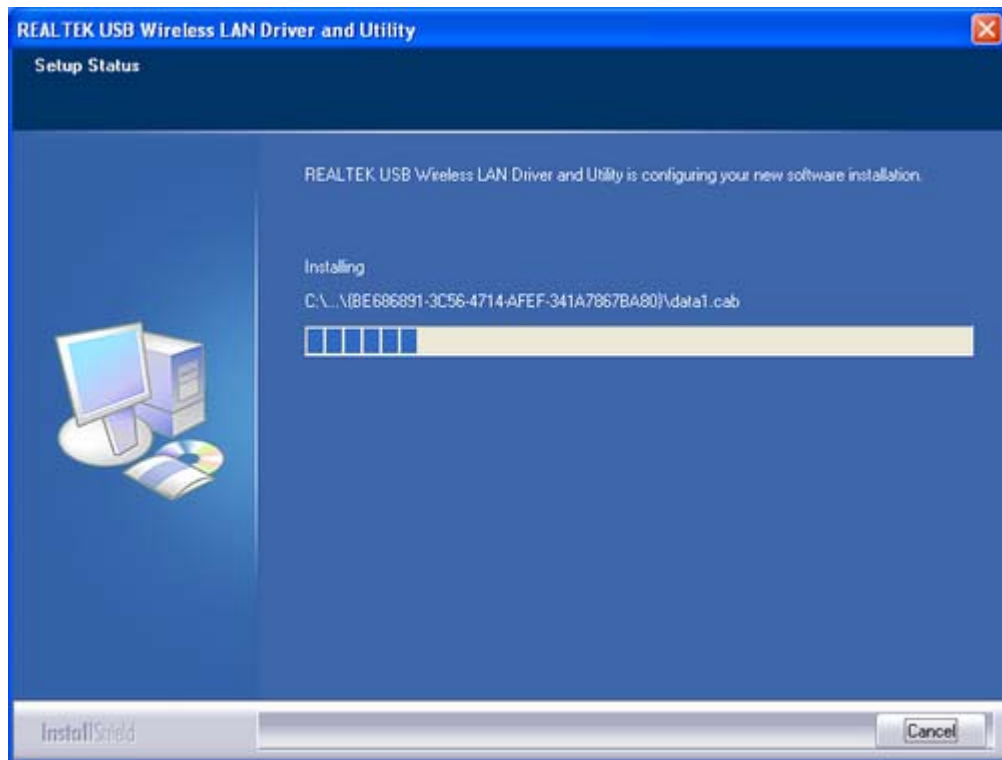 REALTEK USB Wireless LAN Driver and Utility
Setup Status
REALTEK USB Wireless LAN Driver and Utility is configuring your new software installation.
Installing
C:\...\{BE686891-3C56-4714-AFEF-341A7867BA80}\data1.cab
InstallShield
Cancel